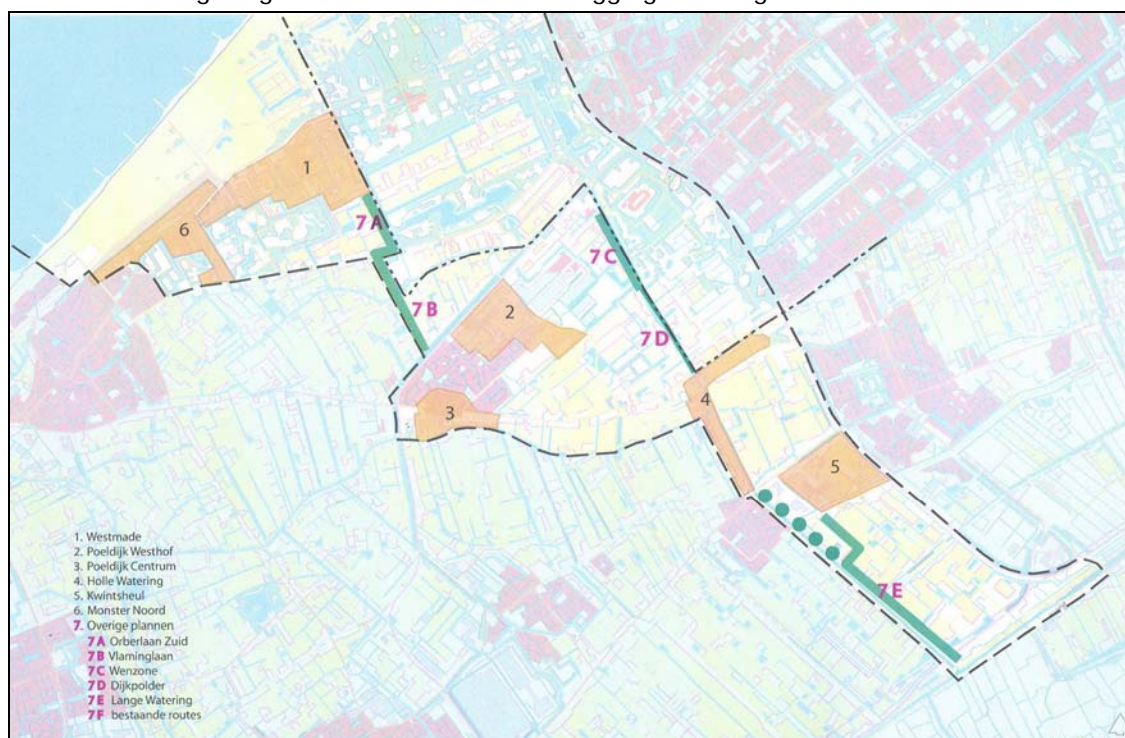 1
7A
6
7C
7B
2
7D
4
3
5
7E
1. Westmade
2. Poeldijk Westhof
3. Poeldijk Centrum
4. Holle Watering
5. Kwintsheul
6. Monster Noord
7. Overige plannen
7A Orberlaan Zuid
7B Vlaminglaan
7C Wenzone
7D Dijkpolder
7E Lange Watering
7F bestaande routes